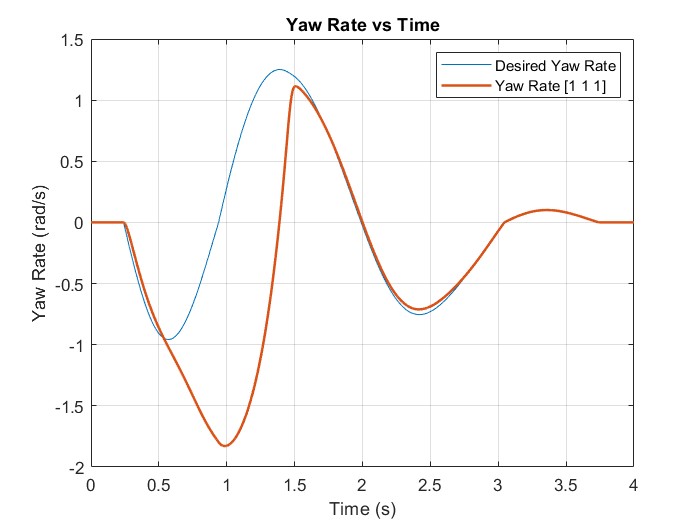 Yaw Rate vs Time
Desired Yaw Rate
Yaw Rate [1 1 1]
Yaw Rate (rad/s)
1.5
1
0.5
0
-0.5
-1
-1.5
-2
0 0.5 1 1.5 2 2.5 3 3.5 4
Time (s)